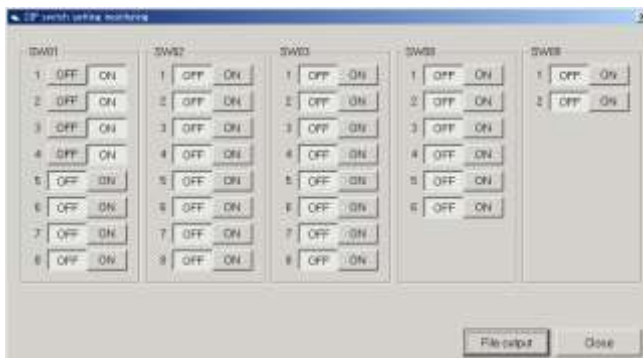 DIP switch setting monitoring
SW01 SW02 SW03
1 OFF ON 1 OFF ON 1 OFF ON 1 OFF ON 1 OFF ON
2 OFF ON 2 OFF ON 2 OFF ON 2 OFF ON 2 OFF ON
3 OFF ON 3 OFF ON 3 OFF ON 3 OFF ON
4 OFF ON 4 OFF ON 4 OFF ON 4 OFF ON
5 OFF ON 5 OFF ON 5 OFF ON 5 OFF ON
6 OFF ON 6 OFF ON 6 OFF ON 6 OFF ON
7 OFF ON 7 OFF ON 7 OFF ON
8 OFF ON 8 OFF ON 8 OFF ON
File output Close